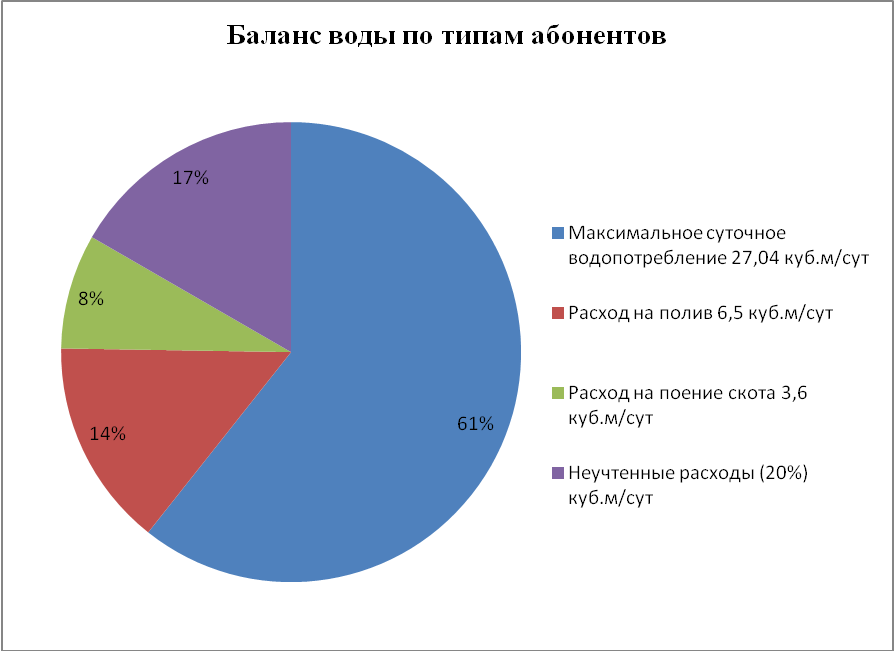 Баланс воды по типам абонентов
17%
8%
14%
61%
Максимальное суточное
водопотребление 27,04 куб.м/сут
Расход на полив 6,5 куб.м/сут
Расход на поение скота 3,6
куб.м/сут
Неучтенные расходы (20%)
куб.м/сут